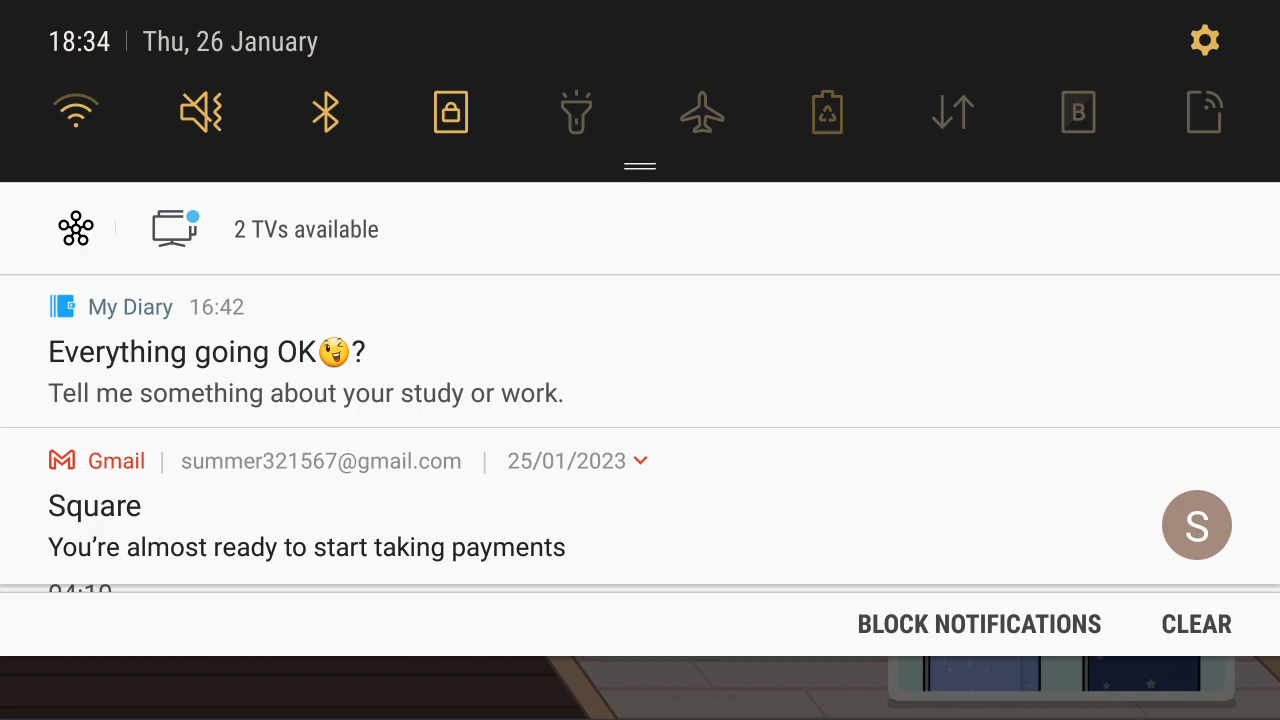 18:34 | Thu, 26 January
B
2 TVs available
My Diary 16:42
Everything going OK😉?
Tell me something about your study or work.
Gmail | summer321567@gmail.com | 25/01/2023
Square
You’re almost ready to start taking payments
S
BLOCK NOTIFICATIONS CLEAR